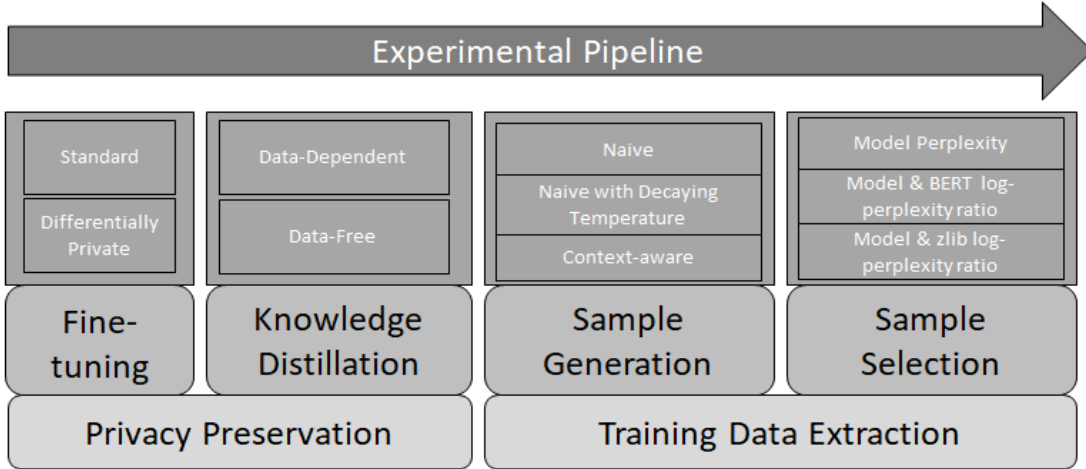 Experimental Pipeline
Standard
Differentially
Private
Data-Dependent
Data-Free
Naive
Naive with Decaying
Temperature
Context-aware
Model Perplexity
Model & BERT log-
perplexity ratio
Model & zlib log-
perplexity ratio
Fine-
tuning
Knowledge
Distillation
Sample
Generation
Sample
Selection
Privacy Preservation
Training Data Extraction